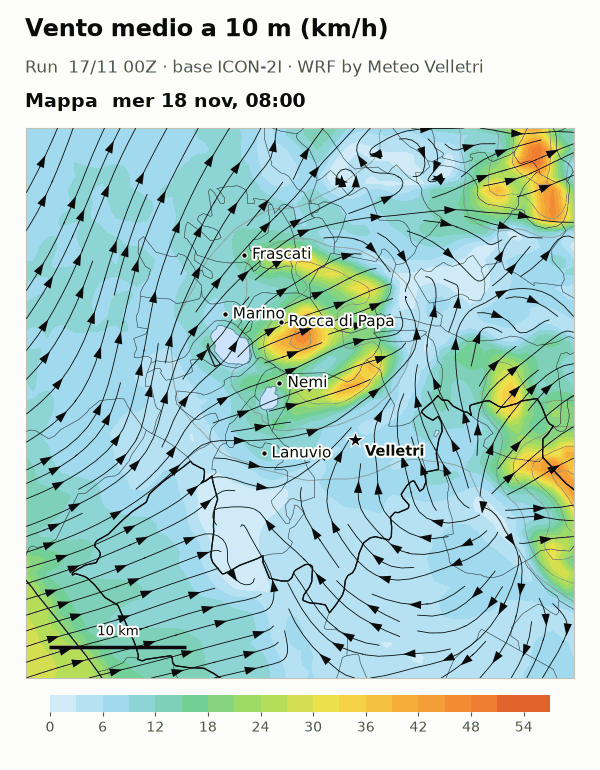 Vento medio a 10 m (km/h)
Run  17/11 00Z · base ICON-2I · WRF by Meteo Velletri
Mappa  mer 18 nov, 08:00
Frascati
Marino
Rocca di Papa
Nemi
Lanuvio
Velletri
10 km
0 6 12 18 24 30 36 42 48 54